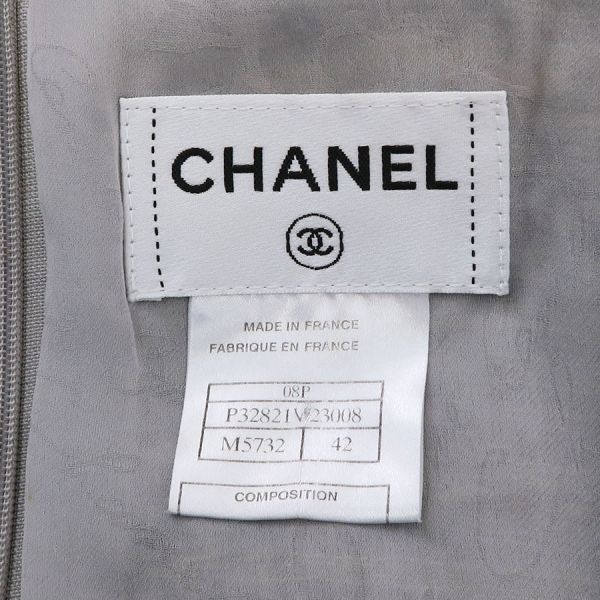 CHANEL
MADE IN FRANCE
FABRIQUE EN FRANCE
08P
P32821V23008
M5732 42
COMPOSITION